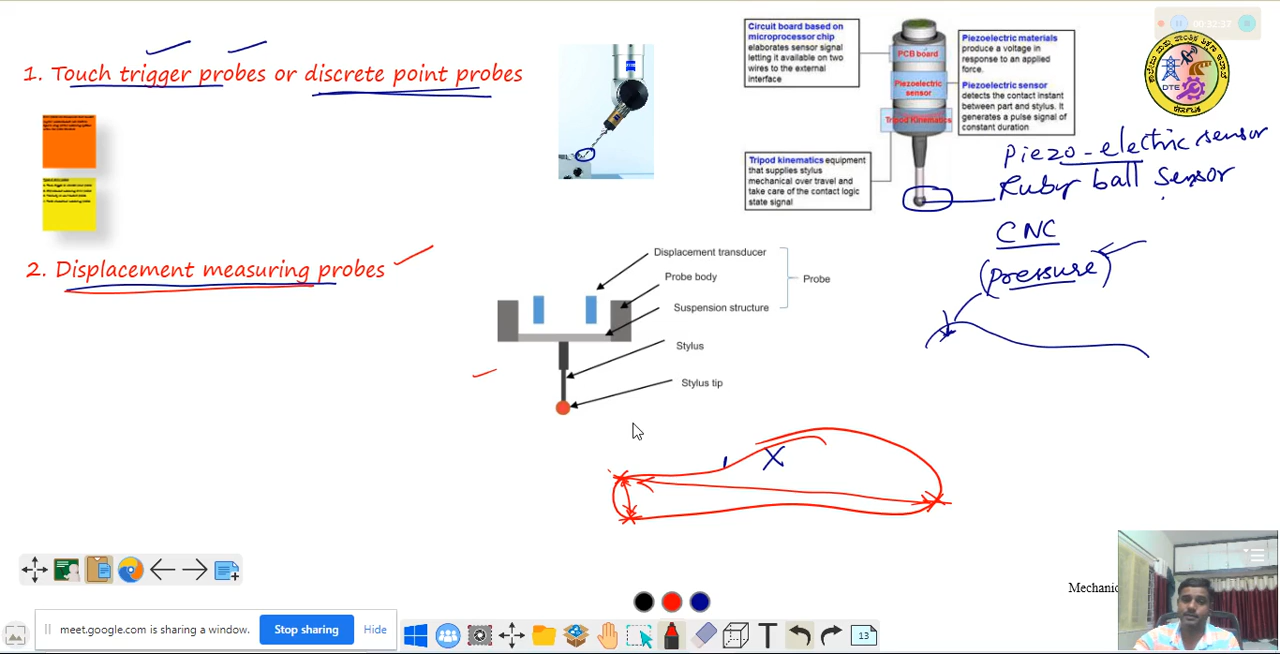 1. Touch trigger probes or discrete point probes
Circuit board based on
microprocessor chip
elaborates sensor signal
letting it available on two
wires to the external
interface
PCB board
Piezoelectric
sensor
Tripod Kinematics
Piezoelectric materials
produce a voltage in
response to an applied
force.
Piezoelectric sensor
detects the contact instant
between part and stylus. It
generates a pulse signal of
constant duration
DTE
Tripod kinematics equipment
that supplies stylus
mechanical over travel and
take care of the contact logic
state signal
Piezo-electric sensor
Ruby ball sensor
CNC
(pressure)
2. Displacement measuring probes
Displacement transducer
Probe body
Probe
Suspension structure
Stylus
Stylus tip
X
Mechanic
meet.google.com is sharing a window.
Stop sharing
Hide
T
13